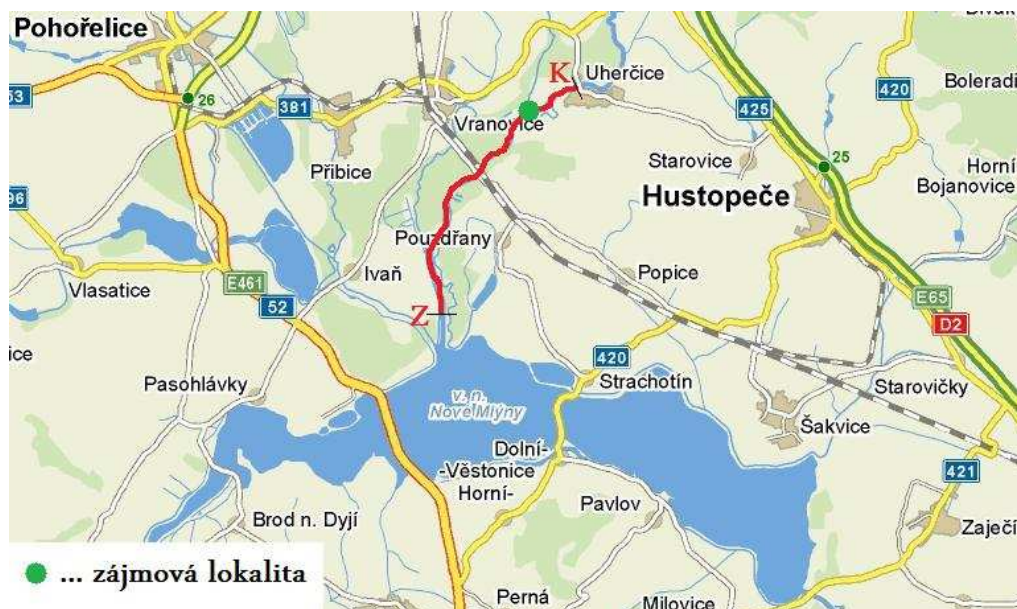 Pohořelice
Divák
53
26
381
K
Uherčice
Boleradi
420
425
Vranovice
Přibice
Starovice
25
Horní
Bojanovice
Hustopeče
Pouzdřany
Ivaň
Popice
Vlasatice
E461
52
Z
E65
D2
420
Pasohlávky
Strachotín
Starovičky
v. n.
Nové Mlýny
Šakvice
Dolní-
-Věstonice
Horní-
421
Pavlov
Brod n. Dyjí
Zaječí
... zájmová lokalita
Perná
Milovice